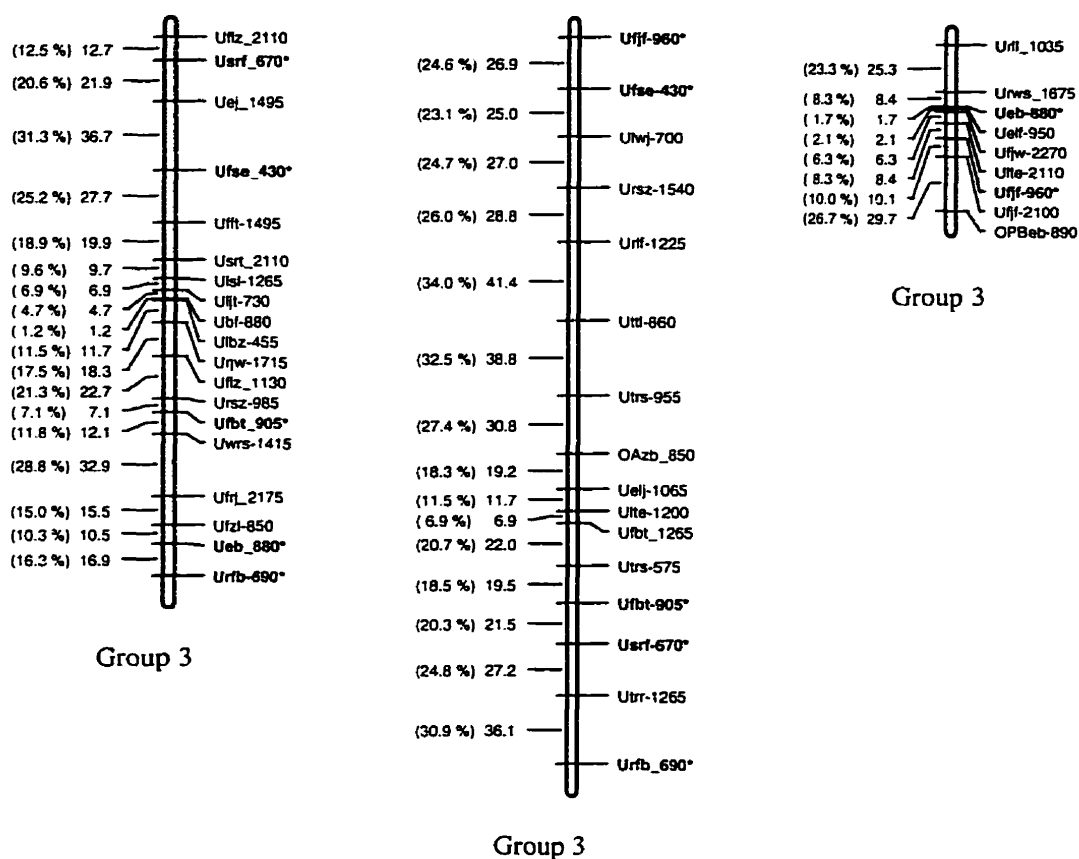 Uflz_2110
(12.5 %) 12.7
Usrf_670*
(20.6 %) 21.9
Uej_1495
(31.3 %) 36.7
Ufse_430*
(25.2 %) 27.7
Ufft-1495
(18.9 %) 19.9
Usrt_2110
( 9.6 %) 9.7
Ulsl-1265
( 6.9 %) 6.9
Uljt-730
( 4.7 %) 4.7
Ubf-880
( 1.2 %) 1.2
Ulbz-455
(11.5 %) 11.7
Urjw-1715
(17.5 %) 18.3
Uflz_1130
(21.3 %) 22.7
Ursz-985
( 7.1 %) 7.1
Ufbt_905*
(11.8 %) 12.1
Uwrs-1415
(28.8 %) 32.9
Ufrj_2175
(15.0 %) 15.5
Ufzl-850
(10.3 %) 10.5
Ueb_880*
(16.3 %) 16.9
Urfb-690*
Group 3
Ufjf-960*
(24.6 %) 26.9
Ufse-430*
(23.1 %) 25.0
Ulwj-700
(24.7 %) 27.0
Ursz-1540
(26.0 %) 28.8
Urlf-1225
(34.0 %) 41.4
Uttl-860
(32.5 %) 38.8
Utrs-955
(27.4 %) 30.8
OAzb_850
(18.3 %) 19.2
Uelj-1065
(11.5 %) 11.7
Ulte-1200
( 6.9 %) 6.9
Ufbt_1265
(20.7 %) 22.0
Utrs-575
(18.5 %) 19.5
Ufbt-905*
(20.3 %) 21.5
Usrf-670*
(24.8 %) 27.2
Utrr-1265
(30.9 %) 36.1
Urfb_690*
Group 3
Urll_1035
(23.3 %) 25.3
Urws_1675
( 8.3 %) 8.4
Ueb-880*
( 1.7 %) 1.7
Uelf-950
( 2.1 %) 2.1
Ufjw-2270
( 6.3 %) 6.3
Ulte-2110
( 8.3 %) 8.4
Ufjf-960*
(10.0 %) 10.1
Ufjf-2100
(26.7 %) 29.7
OPBeb-890
Group 3